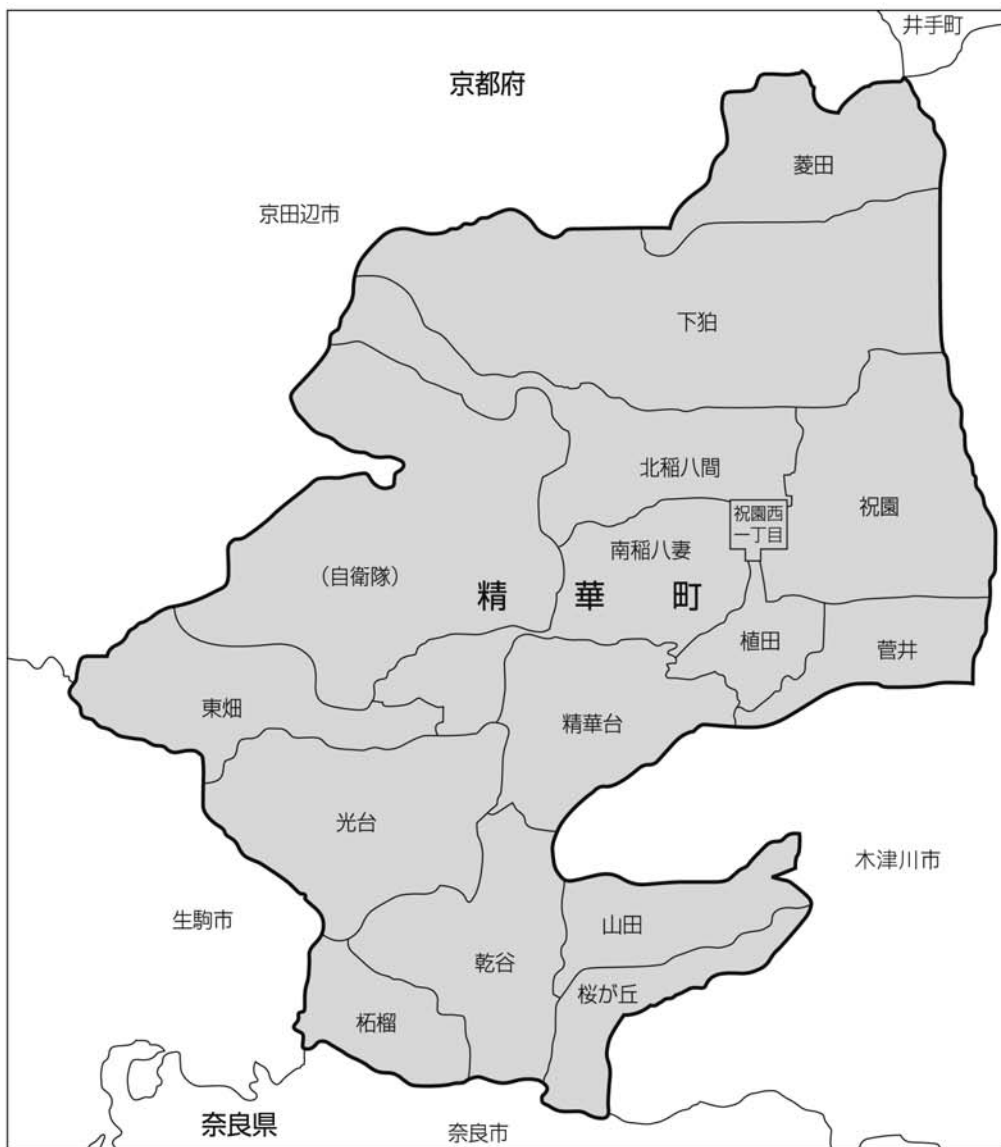 井手町
京都府
菱田
京田辺市
下狛
北稲八間
祝園
祝園西
一丁目
南稲八妻
（自衛隊）
精華町
植田
菅井
東畑
精華台
光台
木津川市
生駒市
山田
乾谷
桜が丘
柘榴
奈良県
奈良市